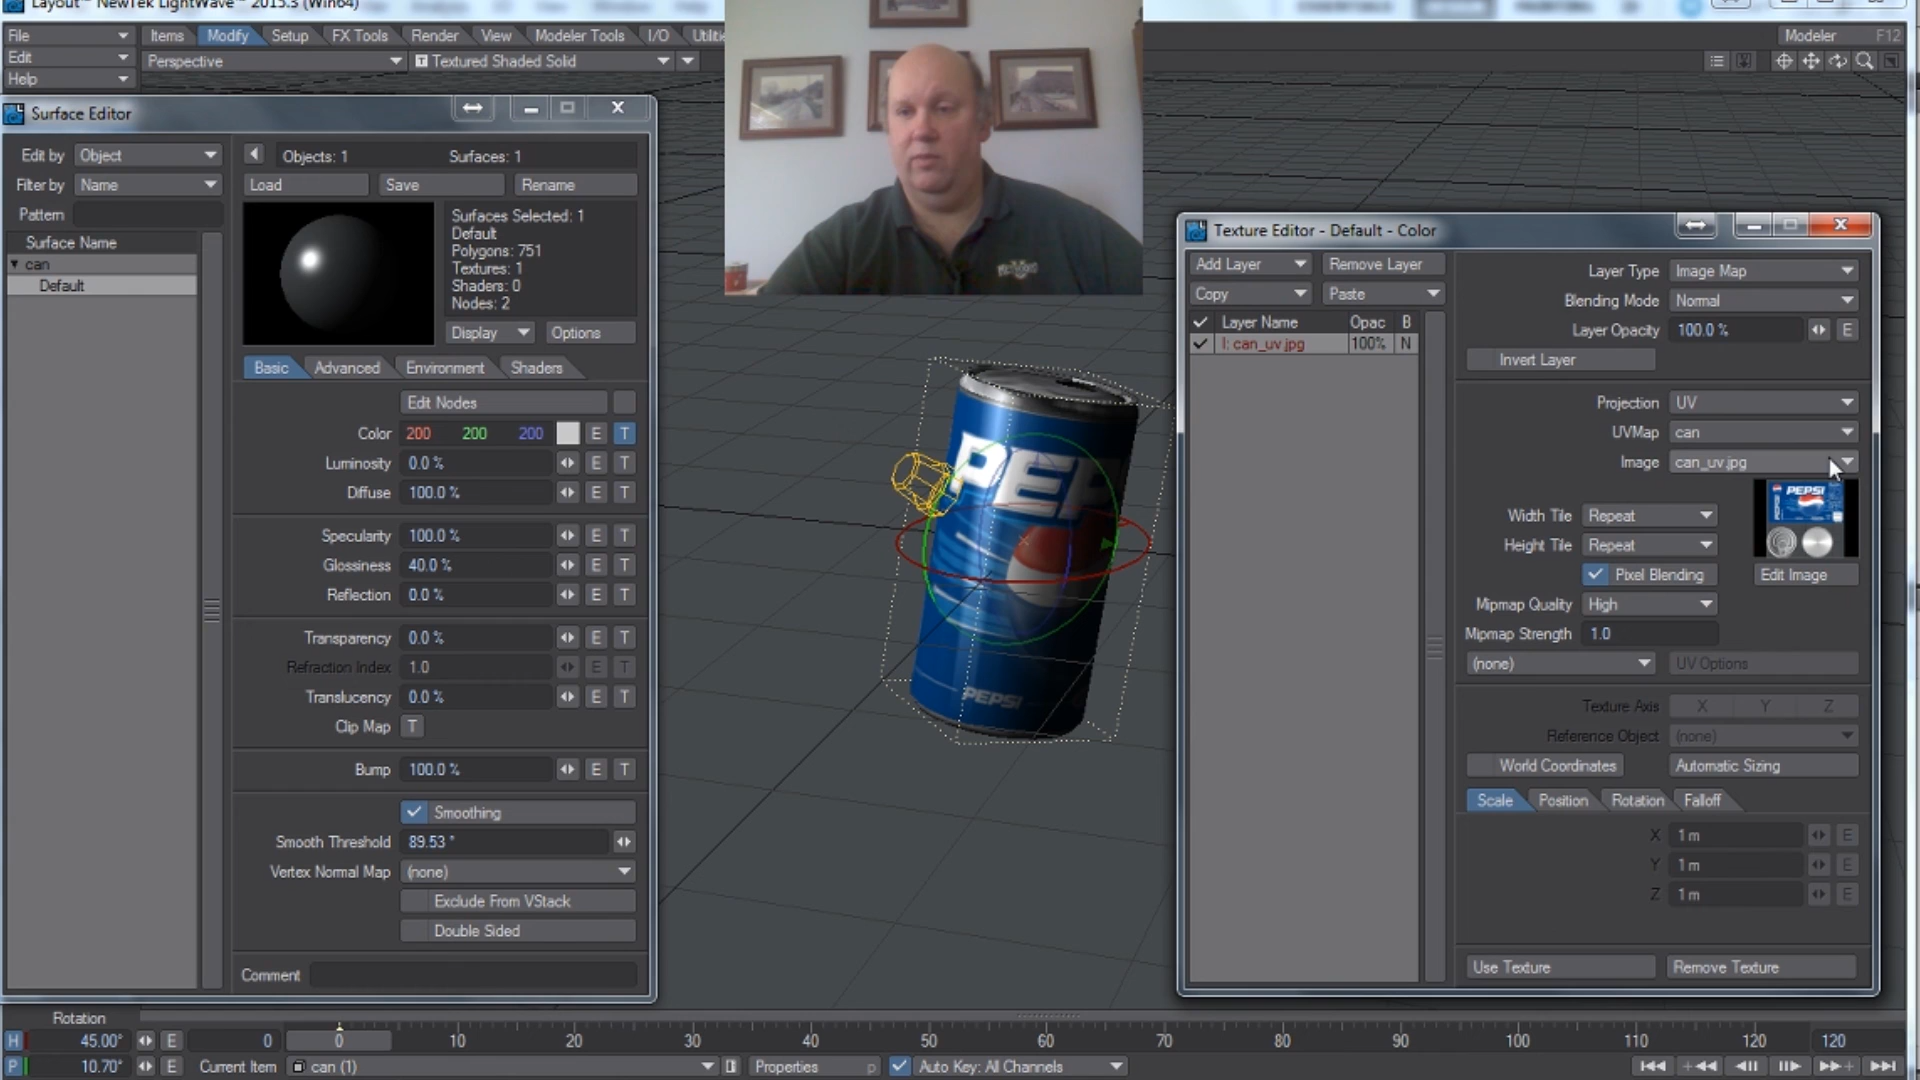 Layout™ NewTek LightWave™ 2015.3 (Win64)
File
Items
Modify
Setup
FX Tools
Render
View
Modeler Tools
I/O
Modeler
F12
Edit
Perspective
T Textured Shaded Solid
Help
Surface Editor
Edit by
Object
Filter by
Name
Pattern
Surface Name
can
Default
Objects: 1
Surfaces: 1
Load
Save
Rename
Surfaces Selected: 1
Default
Polygons: 751
Textures: 1
Shaders: 0
Nodes: 2
Display
Options
Basic
Advanced
Environment
Shaders
Edit Nodes
Color 200 200 200 E T
Luminosity 0.0 % E T
Diffuse 100.0 % E T
Specularity 100.0 % E T
Glossiness 40.0 % E T
Reflection 0.0 % E T
Transparency 0.0 % E T
Refraction Index 1.0 E T
Translucency 0.0 % E T
Clip Map T
Bump 100.0 % E T
Smoothing
Smooth Threshold 89.53 °
Vertex Normal Map (none)
Exclude From VStack
Double Sided
Comment
PEP
PEPSI
Texture Editor - Default - Color
Add Layer
Remove Layer
Copy
Paste
Layer Name Opac B
I: can_uv.jpg 100% N
Layer Type Image Map
Blending Mode Normal
Layer Opacity 100.0 % E
Invert Layer
Projection UV
UVMap can
Image can_uv.jpg
PEPSI
Width Tile Repeat
Height Tile Repeat
Pixel Blending
Edit Image
Mipmap Quality High
Mipmap Strength 1.0
(none)
UV Options
Texture Axis X Y Z
Reference Object (none)
World Coordinates
Automatic Sizing
Scale
Position
Rotation
Falloff
X 1 m E
Y 1 m E
Z 1 m E
Use Texture
Remove Texture
Rotation
H 45.00° E 0
0 10 20 30 40 50 60 70 80 90 100 110 120 120
P 10.70° E
Current Item can (1)
Properties p
Auto Key: All Channels